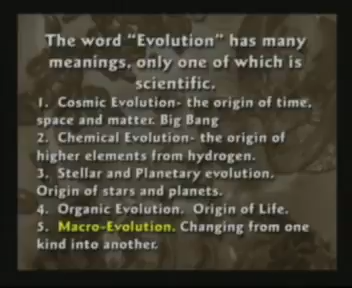 The word "Evolution" has many
meanings, only one of which is
scientific.
1. Cosmic Evolution- the origin of time,
space and matter. Big Bang
2. Chemical Evolution- the origin of
higher elements from hydrogen.
3. Stellar and Planetary evolution.
Origin of stars and planets.
4. Organic Evolution. Origin of Life.
5. Macro-Evolution. Changing from one
kind into another.